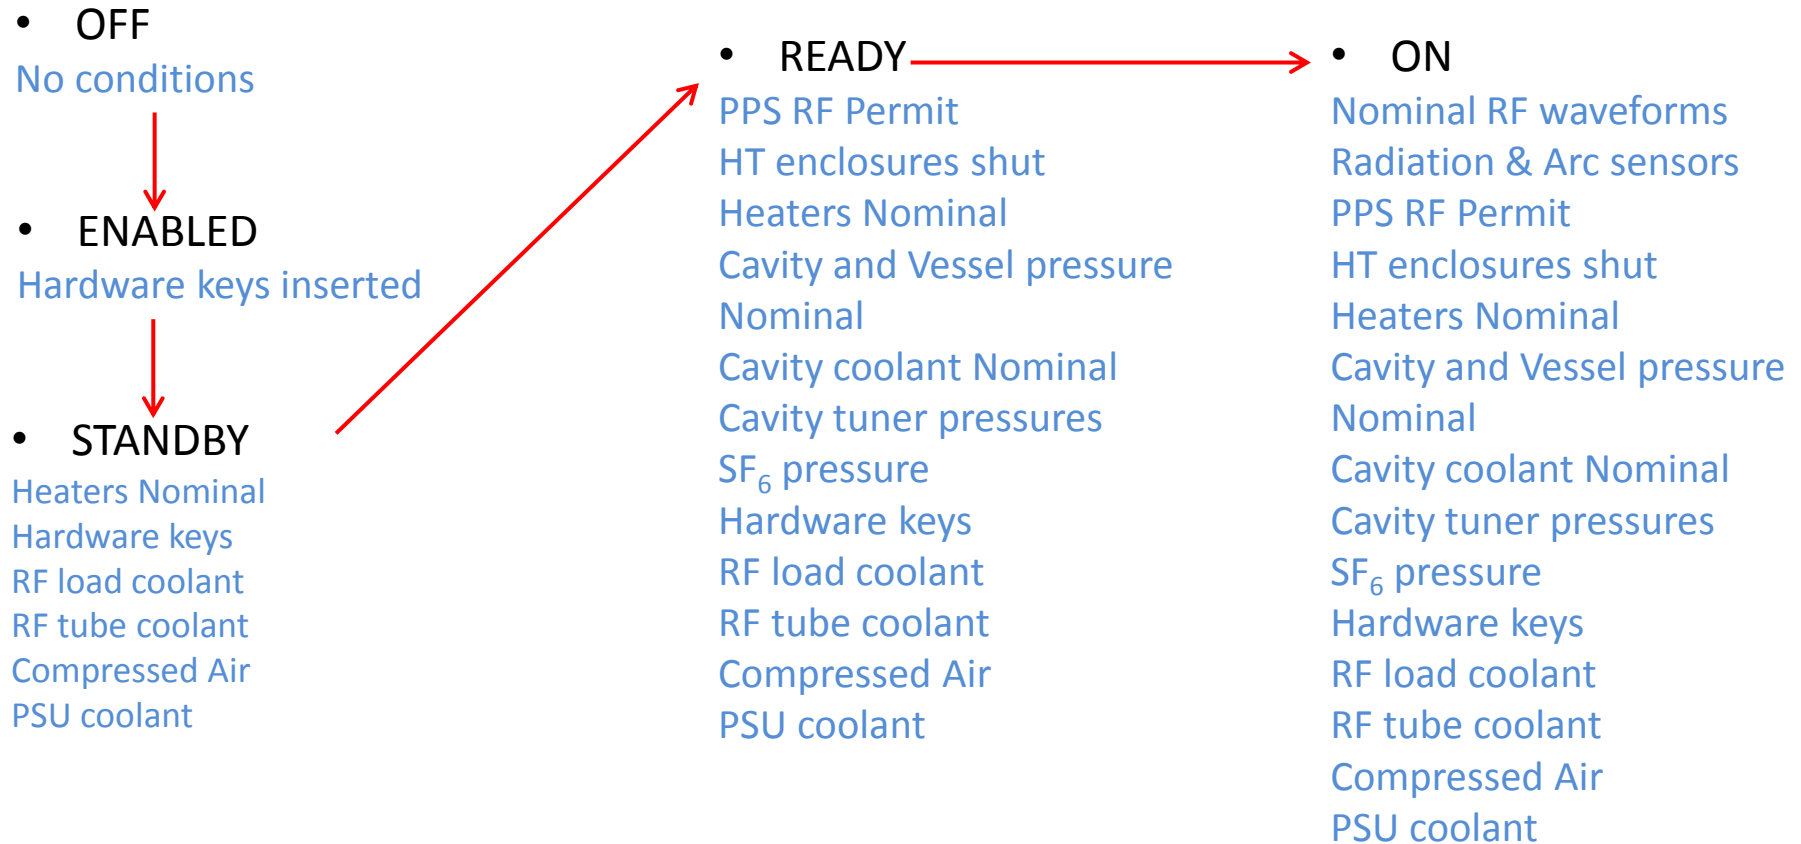 • OFF
No conditions
• ENABLED
Hardware keys inserted
• STANDBY
Heaters Nominal
Hardware keys
RF load coolant
RF tube coolant
Compressed Air
PSU coolant
• READY
PPS RF Permit
HT enclosures shut
Heaters Nominal
Cavity and Vessel pressure
Nominal
Cavity coolant Nominal
Cavity tuner pressures
SF₆ pressure
Hardware keys
RF load coolant
RF tube coolant
Compressed Air
PSU coolant
• ON
Nominal RF waveforms
Radiation & Arc sensors
PPS RF Permit
HT enclosures shut
Heaters Nominal
Cavity and Vessel pressure
Nominal
Cavity coolant Nominal
Cavity tuner pressures
SF₆ pressure
Hardware keys
RF load coolant
RF tube coolant
Compressed Air
PSU coolant